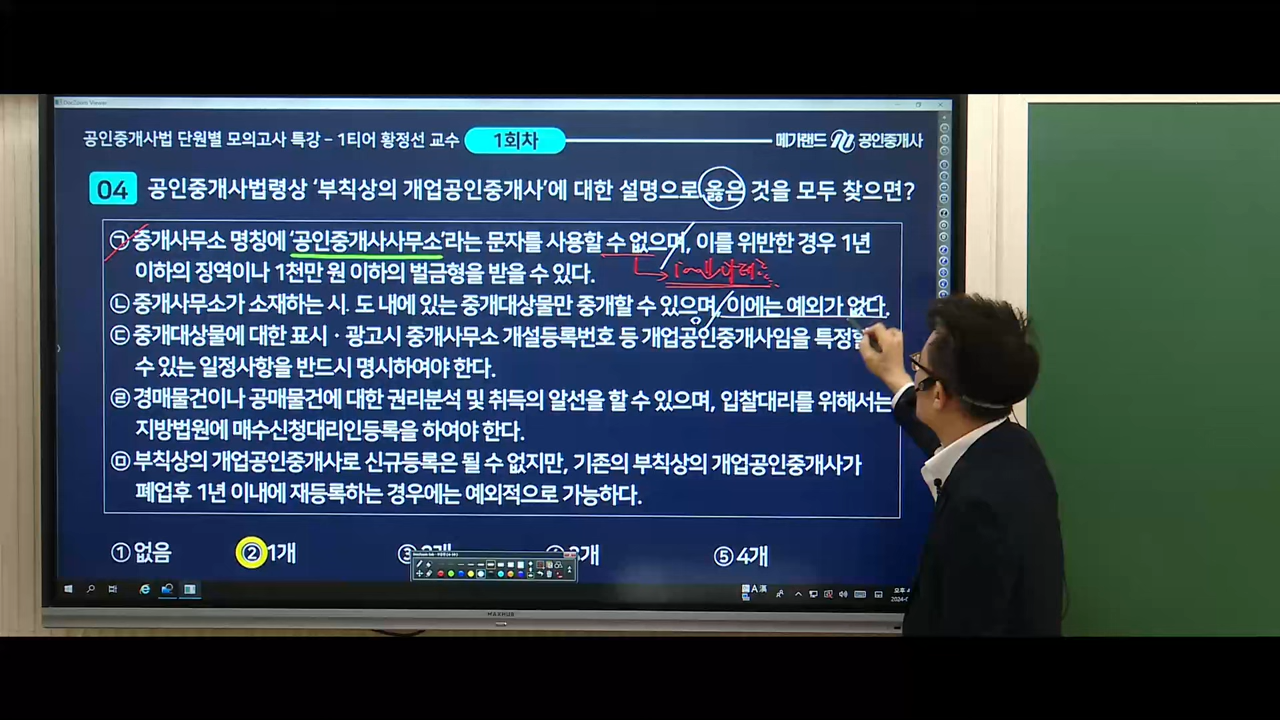 DocZoom Viewer
공인중개사법 단원별 모의고사 특강 – 1티어 황정선 교수
1회차
메가랜드 공인중개사
04 공인중개사법령상 ‘부칙상의 개업공인중개사’에 대한 설명으로 옳은 것을 모두 찾으면?
㉠ 중개사무소 명칭에 ‘공인중개사사무소’라는 문자를 사용할 수 없으며, 이를 위반한 경우 1년
이하의 징역이나 1천만 원 이하의 벌금형을 받을 수 있다.
㉡ 중개사무소가 소재하는 시. 도 내에 있는 중개대상물만 중개할 수 있으며, 이에는 예외가 없다.
㉢ 중개대상물에 대한 표시ㆍ광고시 중개사무소 개설등록번호 등 개업공인중개사임을 특정할
수 있는 일정사항을 반드시 명시하여야 한다.
㉣ 경매물건이나 공매물건에 대한 권리분석 및 취득의 알선을 할 수 있으며, 입찰대리를 위해서는
지방법원에 매수신청대리인등록을 하여야 한다.
㉤ 부칙상의 개업공인중개사로 신규등록은 될 수 없지만, 기존의 부칙상의 개업공인중개사가
폐업후 1년 이내에 재등록하는 경우에는 예외적으로 가능하다.
① 없음 ② 1개 ③ ④ 개 ⑤ 4개
MAXHUB